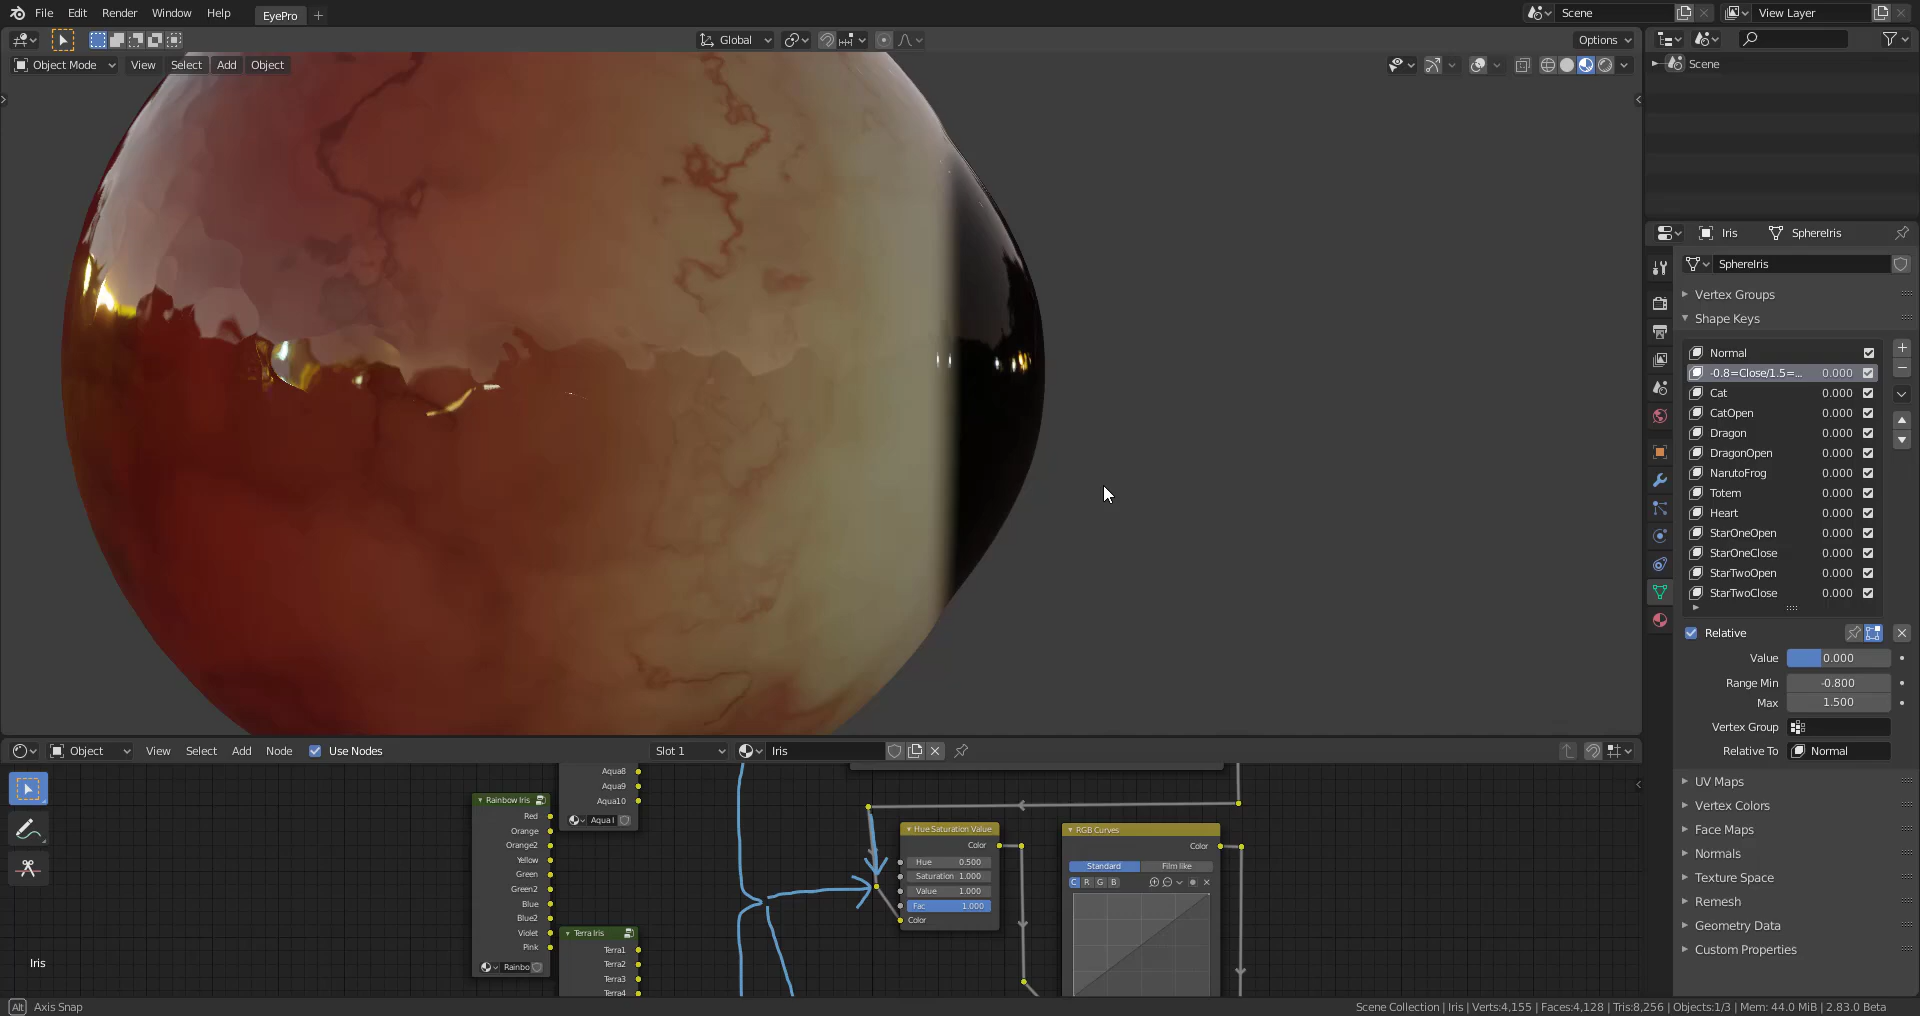 File Edit Render Window Help EyePro + Scene View Layer
Global Options
Object Mode View Select Add Object
Scene
Iris SphereIris
SphereIris
Vertex Groups
Shape Keys
Normal
-0.8=Close/1.5=... 0.000
Cat 0.000
CatOpen 0.000
Dragon 0.000
DragonOpen 0.000
NarutoFrog 0.000
Totem 0.000
Heart 0.000
StarOneOpen 0.000
StarOneClose 0.000
StarTwoOpen 0.000
StarTwoClose 0.000
Relative
Value 0.000
Range Min -0.800
Max 1.500
Vertex Group
Relative To Normal
UV Maps
Vertex Colors
Face Maps
Normals
Texture Space
Remesh
Geometry Data
Custom Properties
Object View Select Add Node Use Nodes Slot 1 Iris
Aqua8
Aqua9
Aqua10
Aqua I
Rainbow Iris
Red
Orange
Orange2
Yellow
Green
Green2
Blue
Blue2
Violet
Pink
Rainbo
Terra Iris
Terra1
Terra2
Terra3
Terra4
Hue Saturation Value
Color
Hue 0.500
Saturation 1.000
Value 1.000
Fac 1.000
Color
RGB Curves
Color
Standard Film like
C R G B
Iris
Alt Axis Snap
Scene Collection | Iris | Verts:4,155 | Faces:4,128 | Tris:8,256 | Objects:1/3 | Mem: 44.0 MiB | 2.83.0 Beta